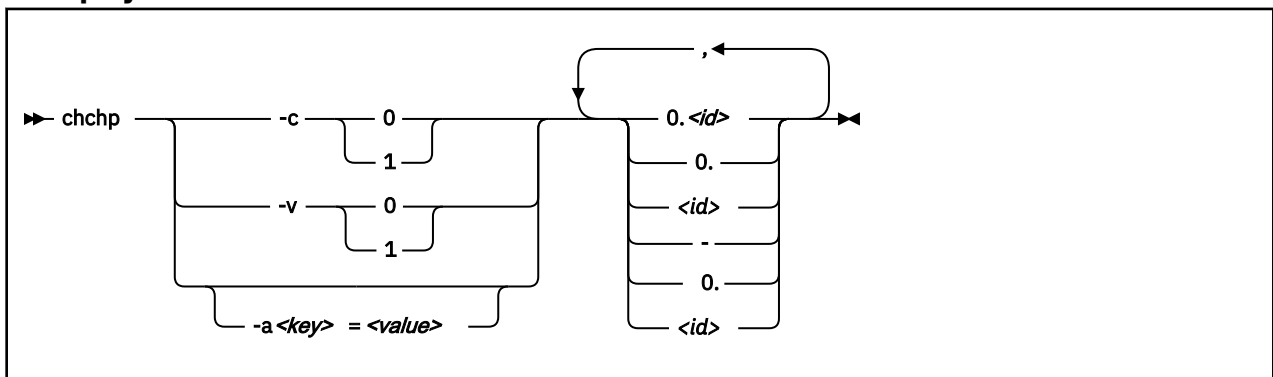 ,
chchp -c 0 0.<id>
1 0.
-v 0 <id>
1 -
0.
-a<key> =<value> <id>